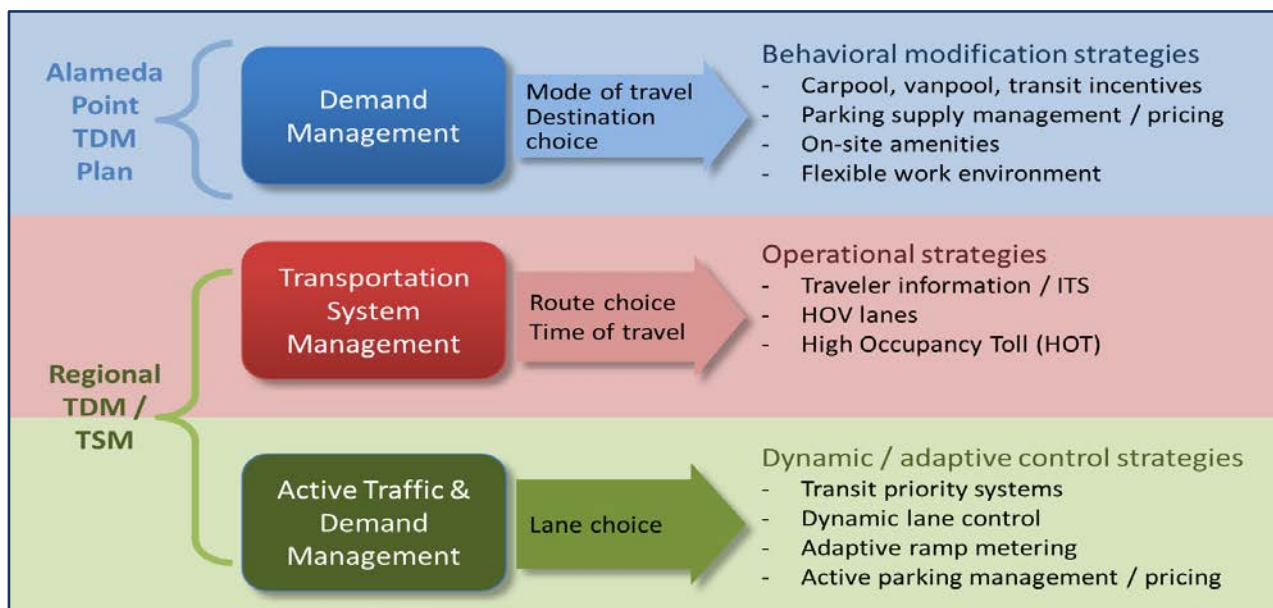 Alameda
Point
TDM
Plan
Demand
Management
Mode of travel
Destination
choice
Behavioral modification strategies
- Carpool, vanpool, transit incentives
- Parking supply management / pricing
- On-site amenities
- Flexible work environment
Regional
TDM /
TSM
Transportation
System
Management
Route choice
Time of travel
Operational strategies
- Traveler information / ITS
- HOV lanes
- High Occupancy Toll (HOT)
Active Traffic &
Demand
Management
Lane choice
Dynamic / adaptive control strategies
- Transit priority systems
- Dynamic lane control
- Adaptive ramp metering
- Active parking management / pricing